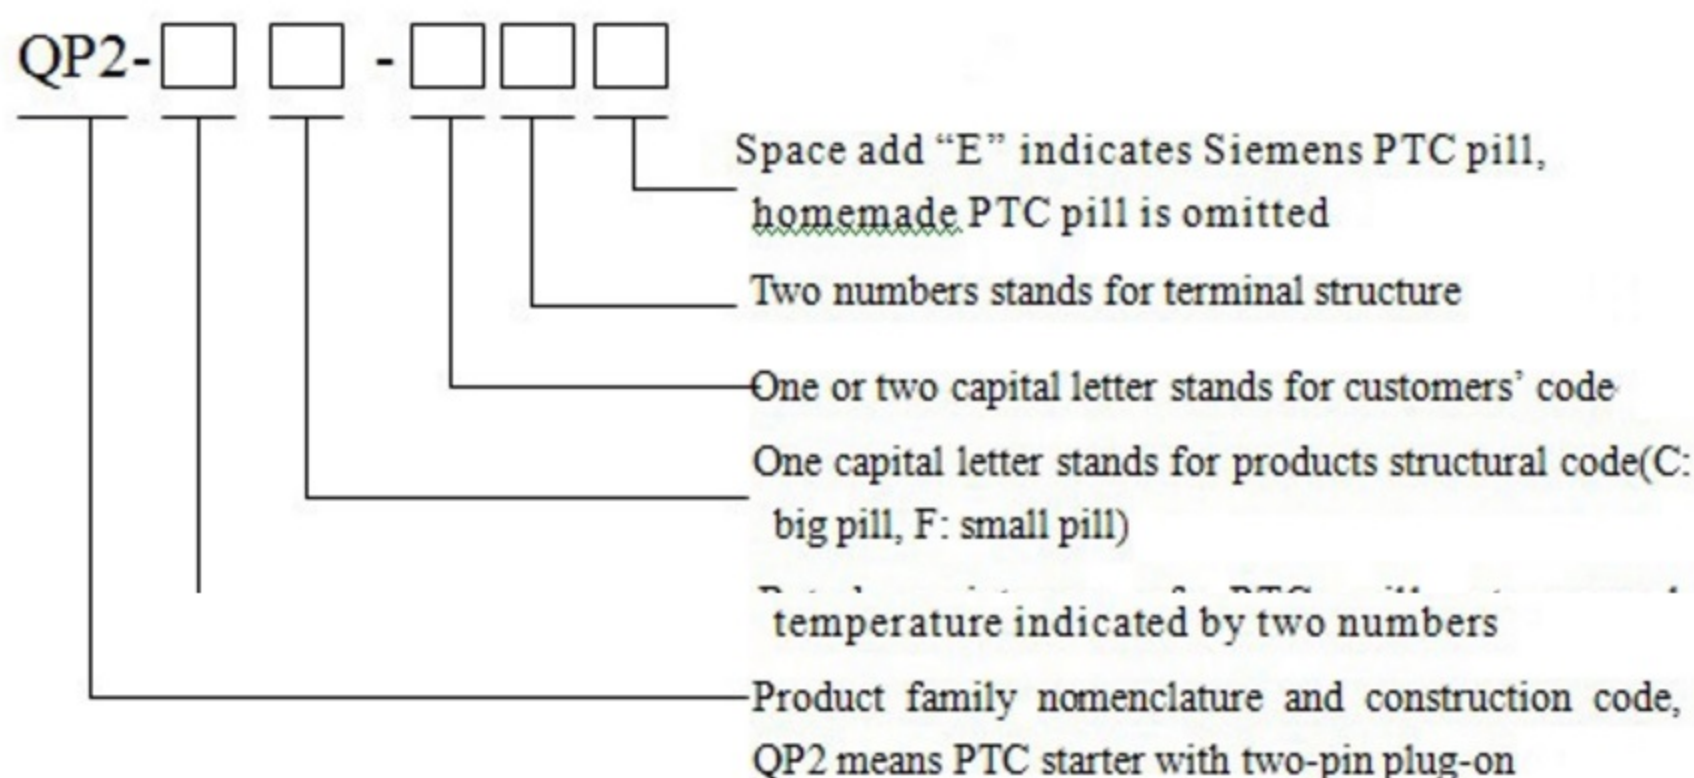 QP2- -
Space add “E” indicates Siemens PTC pill,
homemade PTC pill is omitted
Two numbers stands for terminal structure
One or two capital letter stands for customers’ code
One capital letter stands for products structural code(C:
big pill, F: small pill)
temperature indicated by two numbers
Product family nomenclature and construction code,
QP2 means PTC starter with two-pin plug-on